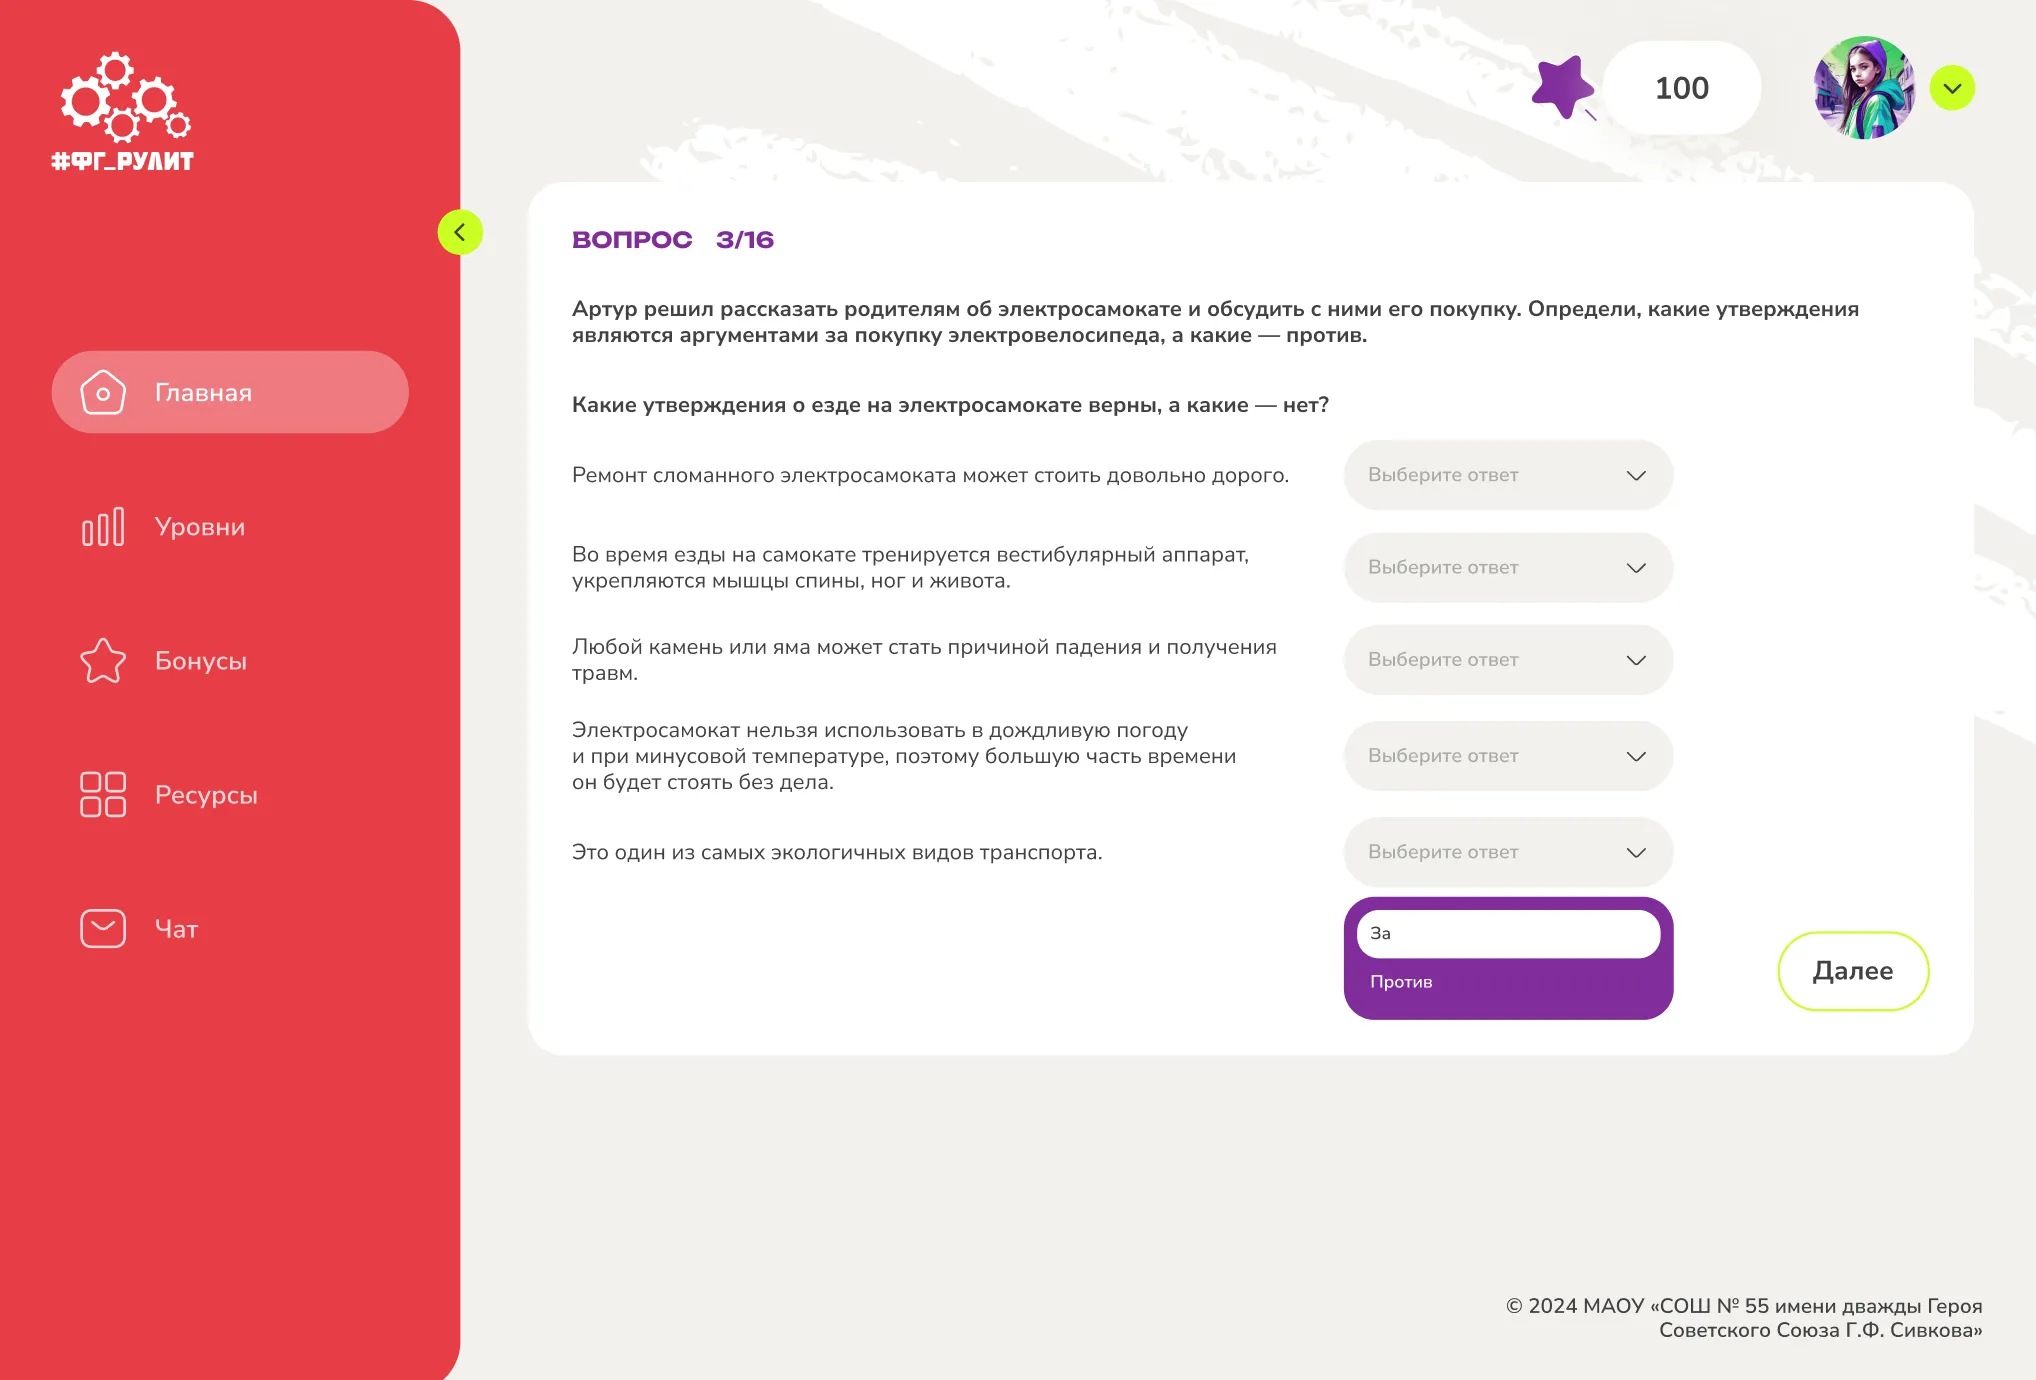 #ФГ_РУЛИТ
100
Главная
Уровни
Бонусы
Ресурсы
Чат
ВОПРОС 3/16
Артур решил рассказать родителям об электросамокате и обсудить с ними его покупку. Определи, какие утверждения
являются аргументами за покупку электровелосипеда, а какие — против.
Какие утверждения о езде на электросамокате верны, а какие — нет?
Ремонт сломанного электросамоката может стоить довольно дорого.
Выберите ответ
Во время езды на самокате тренируется вестибулярный аппарат,
укрепляются мышцы спины, ног и живота.
Выберите ответ
Любой камень или яма может стать причиной падения и получения
травм.
Выберите ответ
Электросамокат нельзя использовать в дождливую погоду
и при минусовой температуре, поэтому большую часть времени
он будет стоять без дела.
Выберите ответ
Это один из самых экологичных видов транспорта.
Выберите ответ
За
Против
Далее
© 2024 МАОУ «СОШ № 55 имени дважды Героя
Советского Союза Г.Ф. Сивкова»